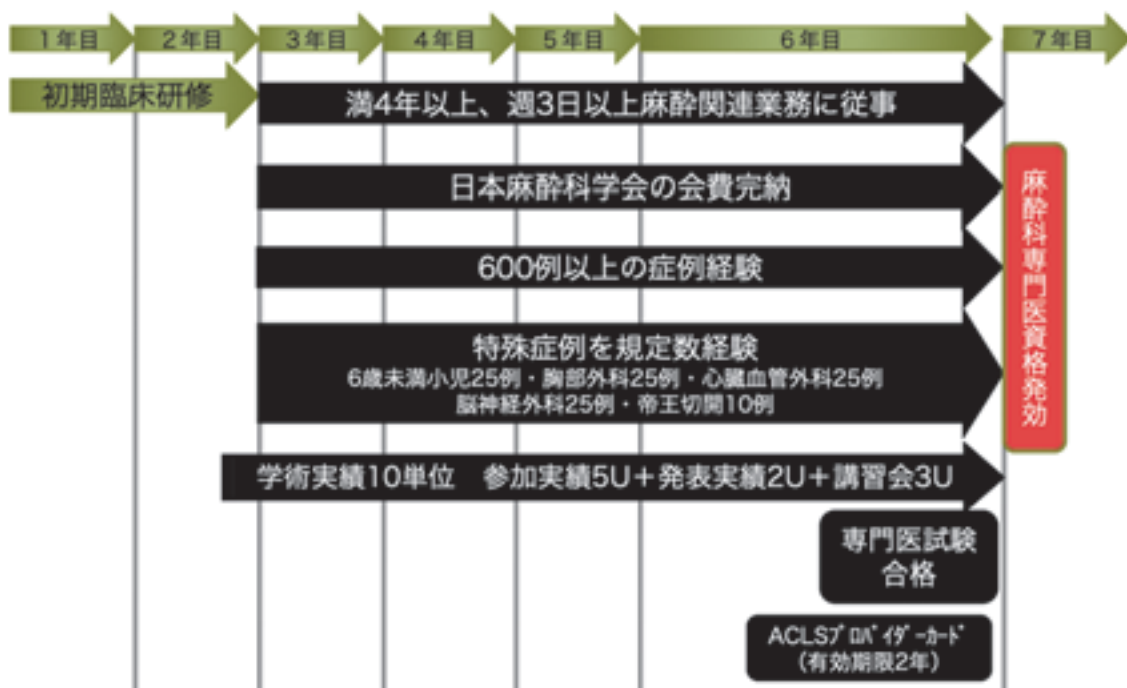 1年目
2年目
3年目
4年目
5年目
6年目
7年目
初期臨床研修
満4年以上、週3日以上麻酔関連業務に従事
日本麻酔科学会の会費完納
600例以上の症例経験
特殊症例を規定数経験
6歳未満小児25例・胸部外科25例・心臓血管外科25例
脳神経外科25例・帝王切開10例
麻酔科専門医資格発効
学術実績10単位　参加実績5U＋発表実績2U＋講習会3U
専門医試験
合格
ACLSﾌﾟﾛﾊﾞｲﾀﾞｰｶｰﾄﾞ
（有効期限2年）